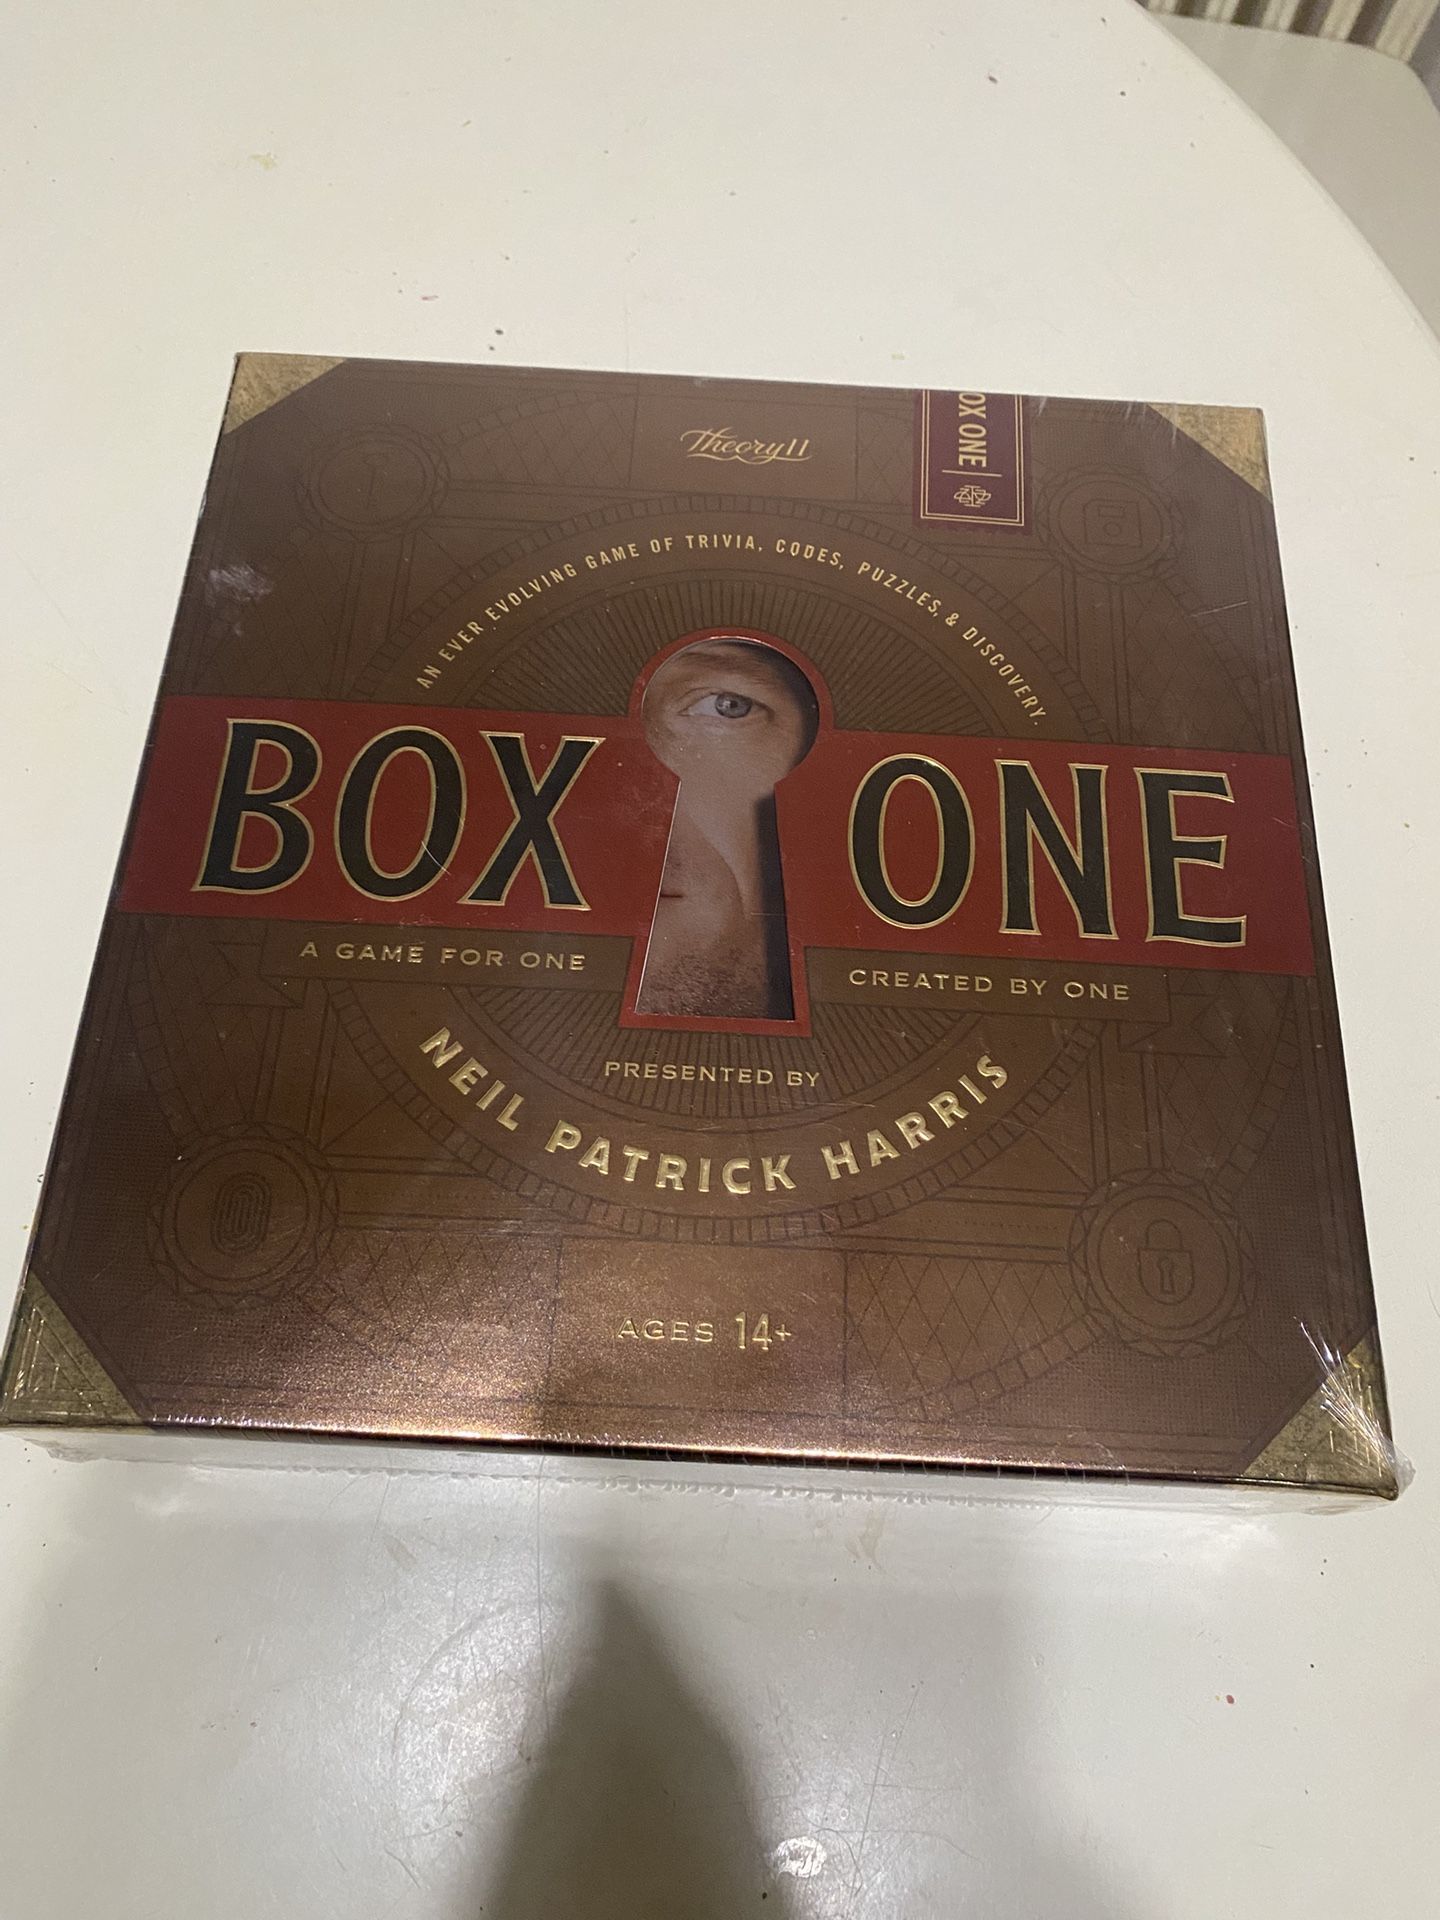 Theory11
OX ONE
AN EVER EVOLVING GAME OF TRIVIA, CODES, PUZZLES, & DISCOVERY.
BOX ONE
A GAME FOR ONE
CREATED BY ONE
PRESENTED BY
NEIL PATRICK HARRIS
AGES 14+